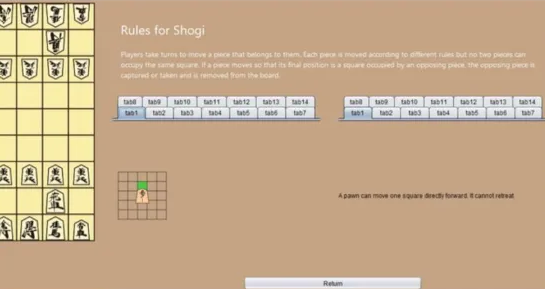 Rules for Shogi
Players take turns to move a piece that belongs to them. Each piece is moved according to different rules but no two pieces can
occupy the same square. If a piece moves so that its final position is a square occupied by an opposing piece, the opposing piece is
captured or taken and is removed from the board.
tab8 tab9 tab10 tab11 tab12 tab13 tab14
tab1 tab2 tab3 tab4 tab5 tab6 tab7
tab8 tab9 tab10 tab11 tab12 tab13 tab14
tab1 tab2 tab3 tab4 tab5 tab6 tab7
A pawn can move one square directly forward. It cannot retreat
Return